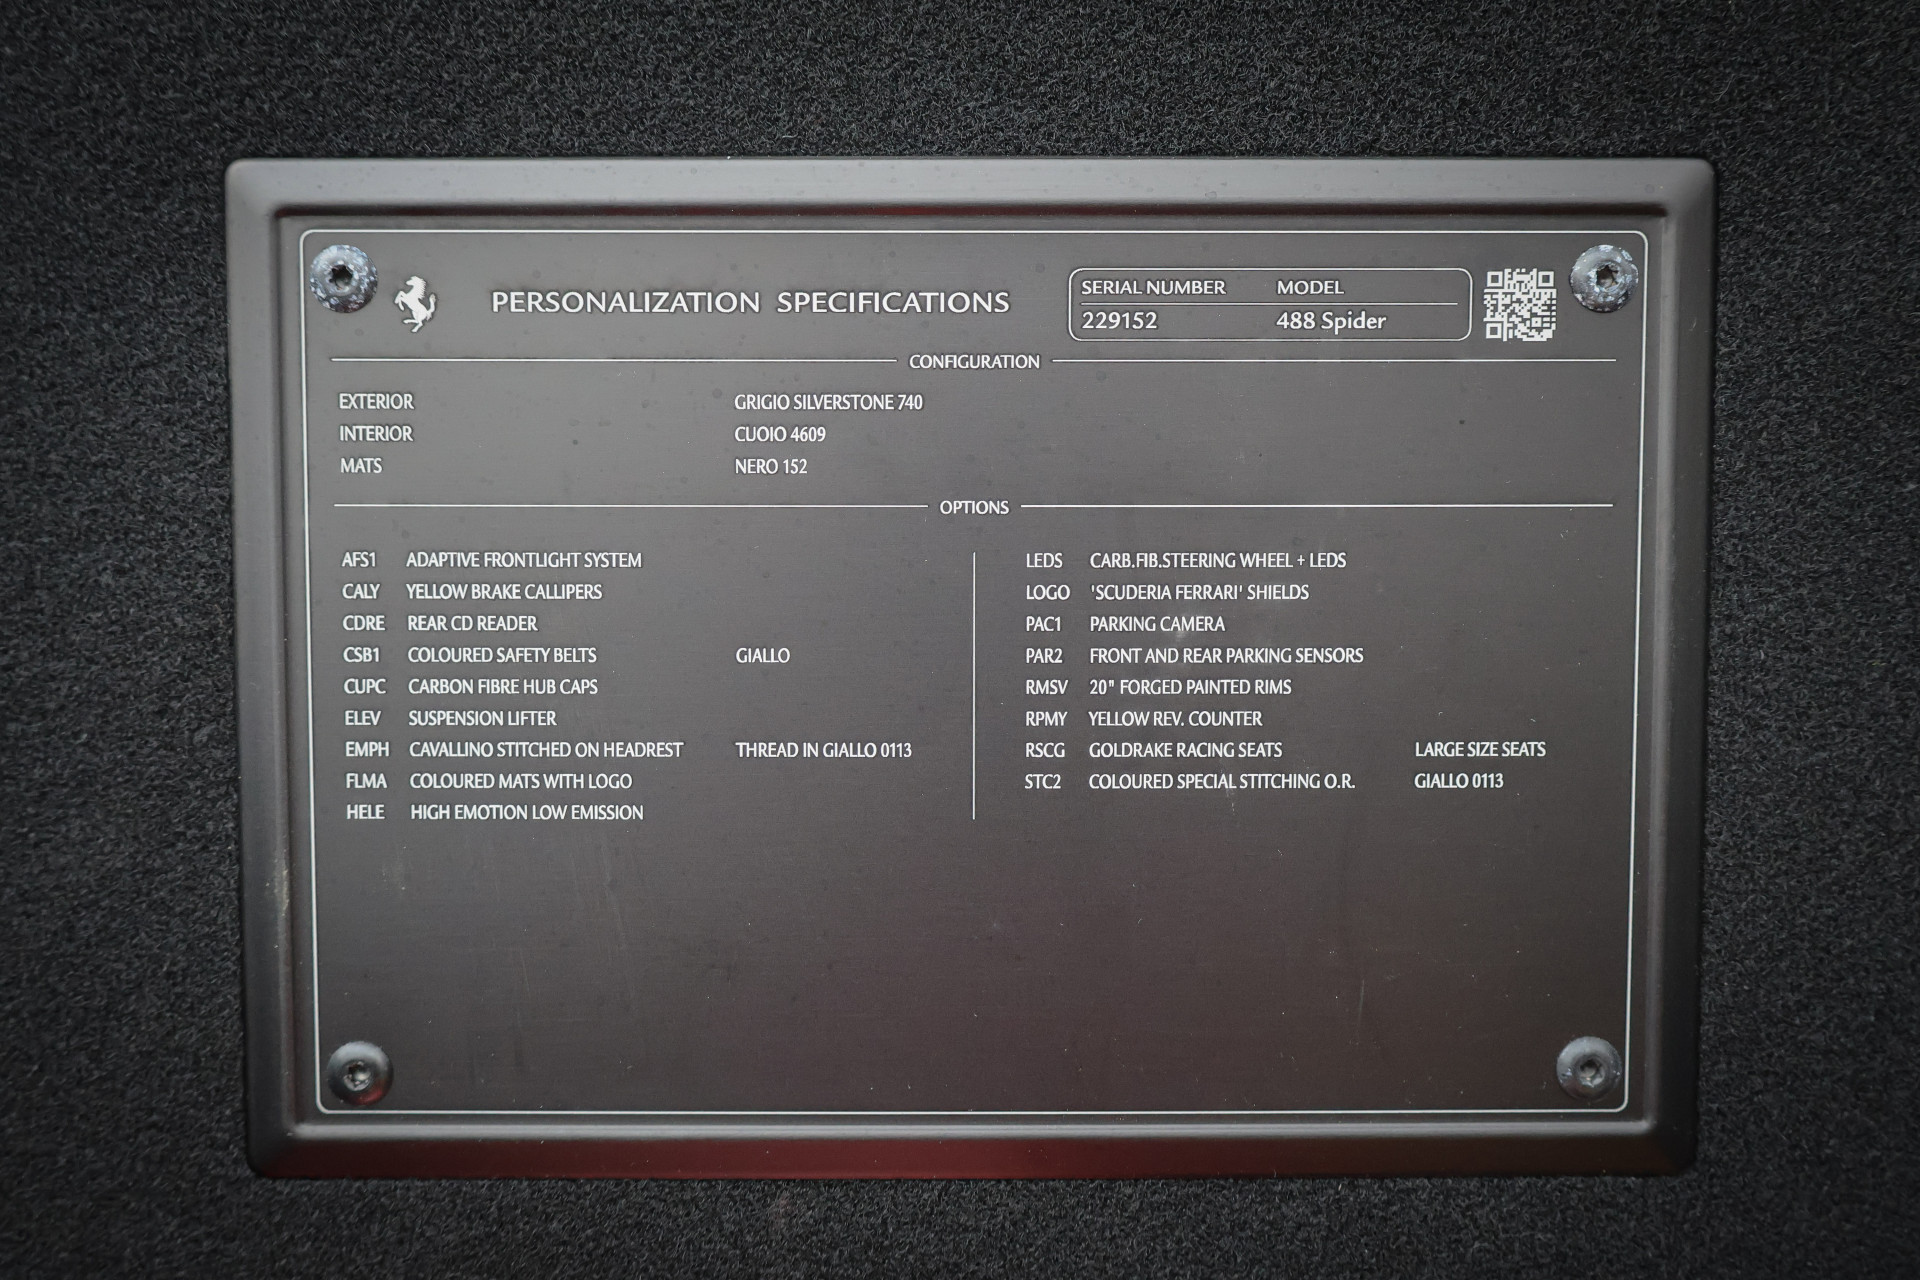 PERSONALIZATION SPECIFICATIONS
SERIAL NUMBER MODEL
229152 488 Spider
CONFIGURATION
EXTERIOR GRIGIO SILVERSTONE 740
INTERIOR CUOIO 4609
MATS NERO 152
OPTIONS
AFS1 ADAPTIVE FRONTLIGHT SYSTEM
CALY YELLOW BRAKE CALLIPERS
CDRE REAR CD READER
CSB1 COLOURED SAFETY BELTS GIALLO
CUPC CARBON FIBRE HUB CAPS
ELEV SUSPENSION LIFTER
EMPH CAVALLINO STITCHED ON HEADREST THREAD IN GIALLO 0113
FLMA COLOURED MATS WITH LOGO
HELE HIGH EMOTION LOW EMISSION
LEDS CARB.FIB.STEERING WHEEL + LEDS
LOGO 'SCUDERIA FERRARI' SHIELDS
PAC1 PARKING CAMERA
PAR2 FRONT AND REAR PARKING SENSORS
RMSV 20" FORGED PAINTED RIMS
RPMY YELLOW REV. COUNTER
RSCG GOLDRAKE RACING SEATS LARGE SIZE SEATS
STC2 COLOURED SPECIAL STITCHING O.R. GIALLO 0113